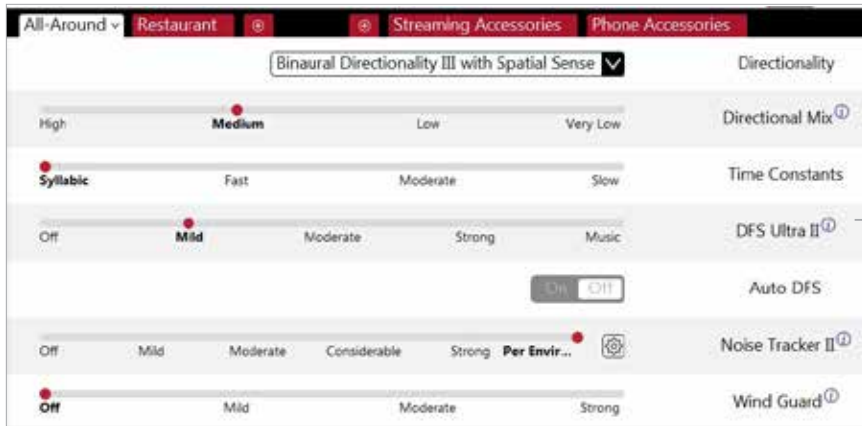 All-Around Restaurant Streaming Accessories Phone Accessories
Binaural Directionality III with Spatial Sense Directionality
High Medium Low Very Low Directional Mix
Syllabic Fast Moderate Slow Time Constants
Off Mild Moderate Strong Music DFS Ultra II
On Off Auto DFS
Off Mild Moderate Considerable Strong Per Envir... Noise Tracker II
Off Mild Moderate Strong Wind Guard